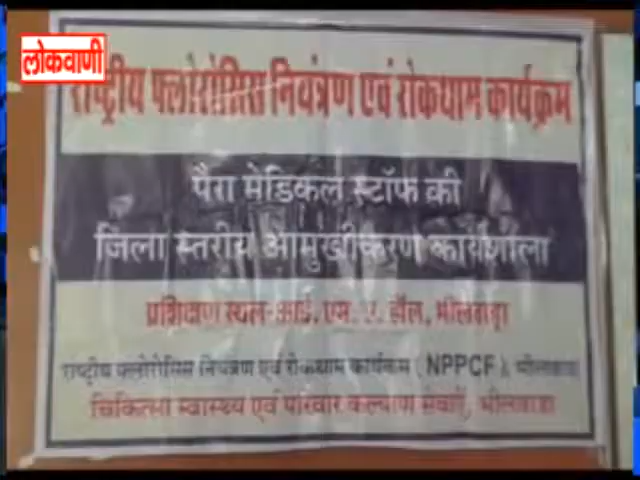 लोकवाणी
राष्ट्रीय फ्लोरोसिस नियंत्रण एवं रोकथाम कार्यक्रम
पैरा मेडिकल स्टॉफ की
जिला स्तरीय आमुखीकरण कार्यशाला
प्रशिक्षण स्थल-आई. एम. ए. हॉल, भीलवाड़ा
राष्ट्रीय फ्लोरोसिस नियंत्रण एवं रोकथाम कार्यक्रम (NPPCF), भीलवाडा
चिकित्सा स्वास्थ्य एवं परिवार कल्याण सेवाएँ, भीलवाडा